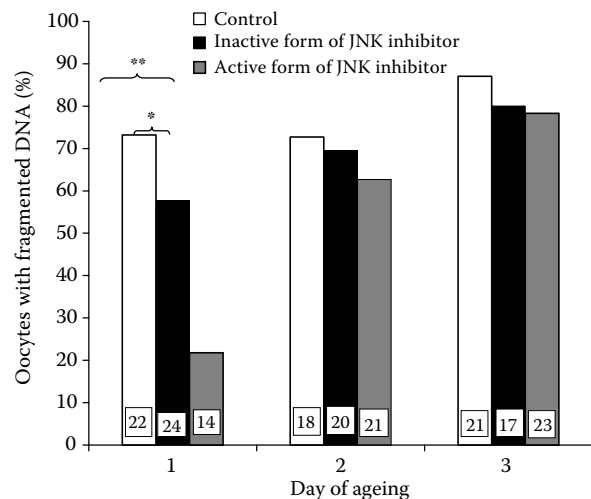 Control
Inactive form of JNK inhibitor
Active form of JNK inhibitor
Oocytes with fragmented DNA (%)
100
90
80
70
60
50
40
30
20
10
0
**
*
22 24 14
18 20 21
21 17 23
1 2 3
Day of ageing